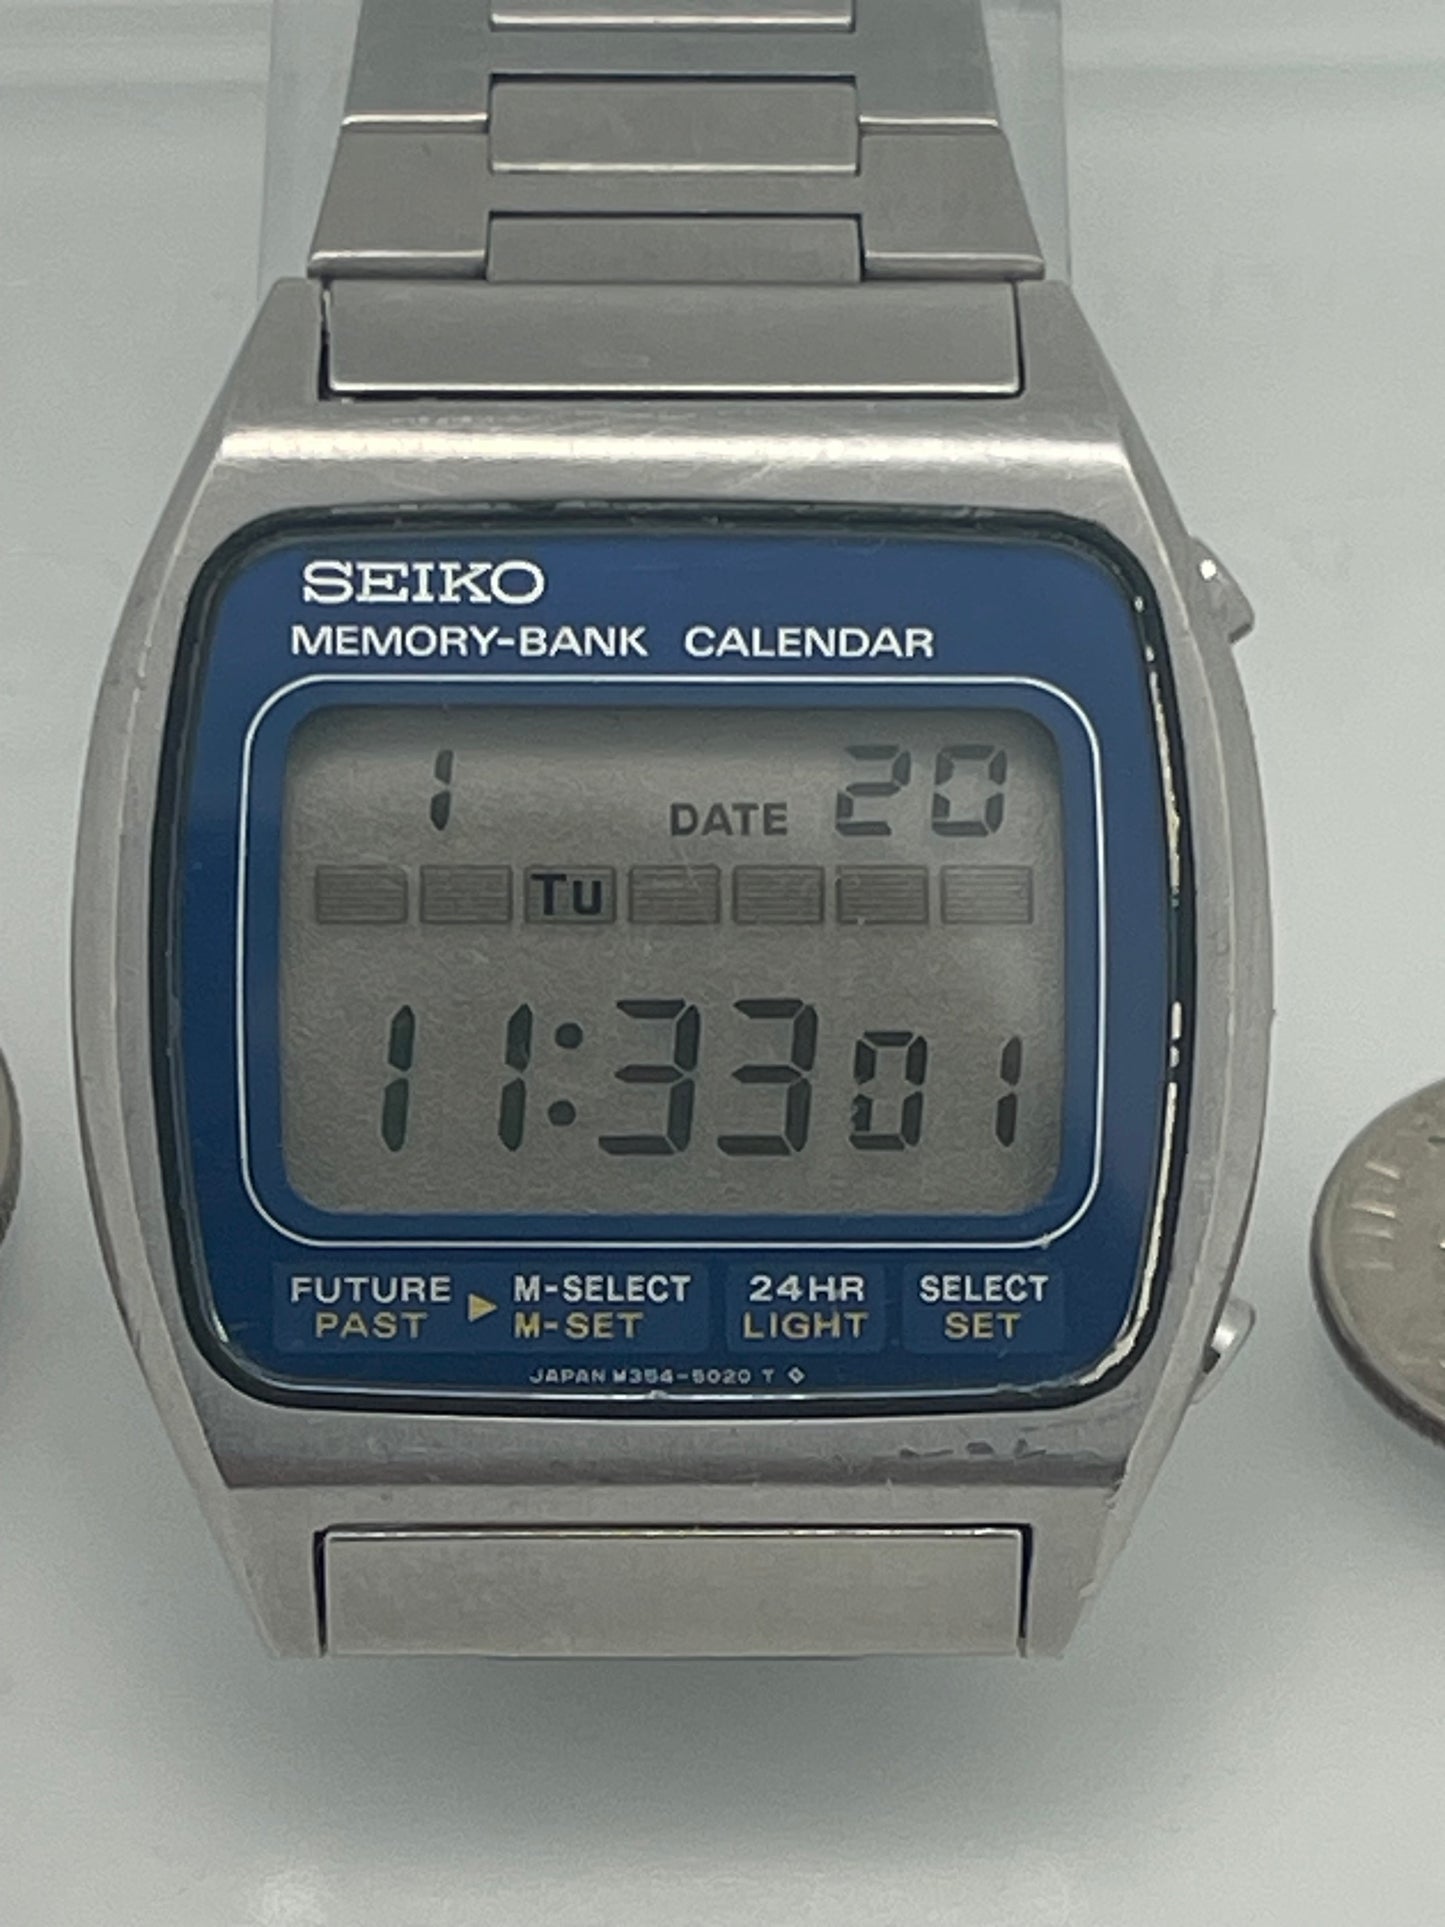 SEIKO
MEMORY-BANK CALENDAR
1 DATE 20
Tu
11:33 01
FUTURE M-SELECT 24HR SELECT
PAST ▶ M-SET LIGHT SET
JAPAN M354-5020 T